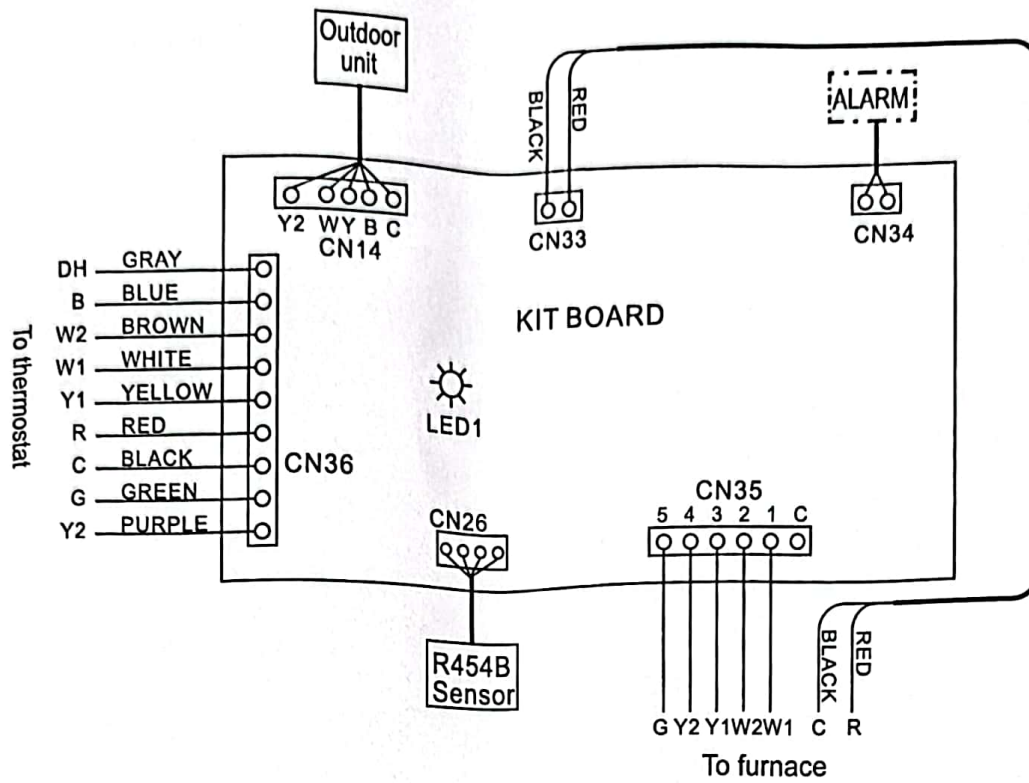 Outdoor
unit
BLACK
RED
ALARM
Y2 W Y B C
CN14
CN33
CN34
To thermostat
DH GRAY
B BLUE
W2 BROWN
W1 WHITE
Y1 YELLOW
R RED
C BLACK
G GREEN
Y2 PURPLE
CN36
KIT BOARD
LED1
CN26
R454B
Sensor
CN35
5 4 3 2 1 C
BLACK
RED
G Y2 Y1 W2 W1 C R
To furnace